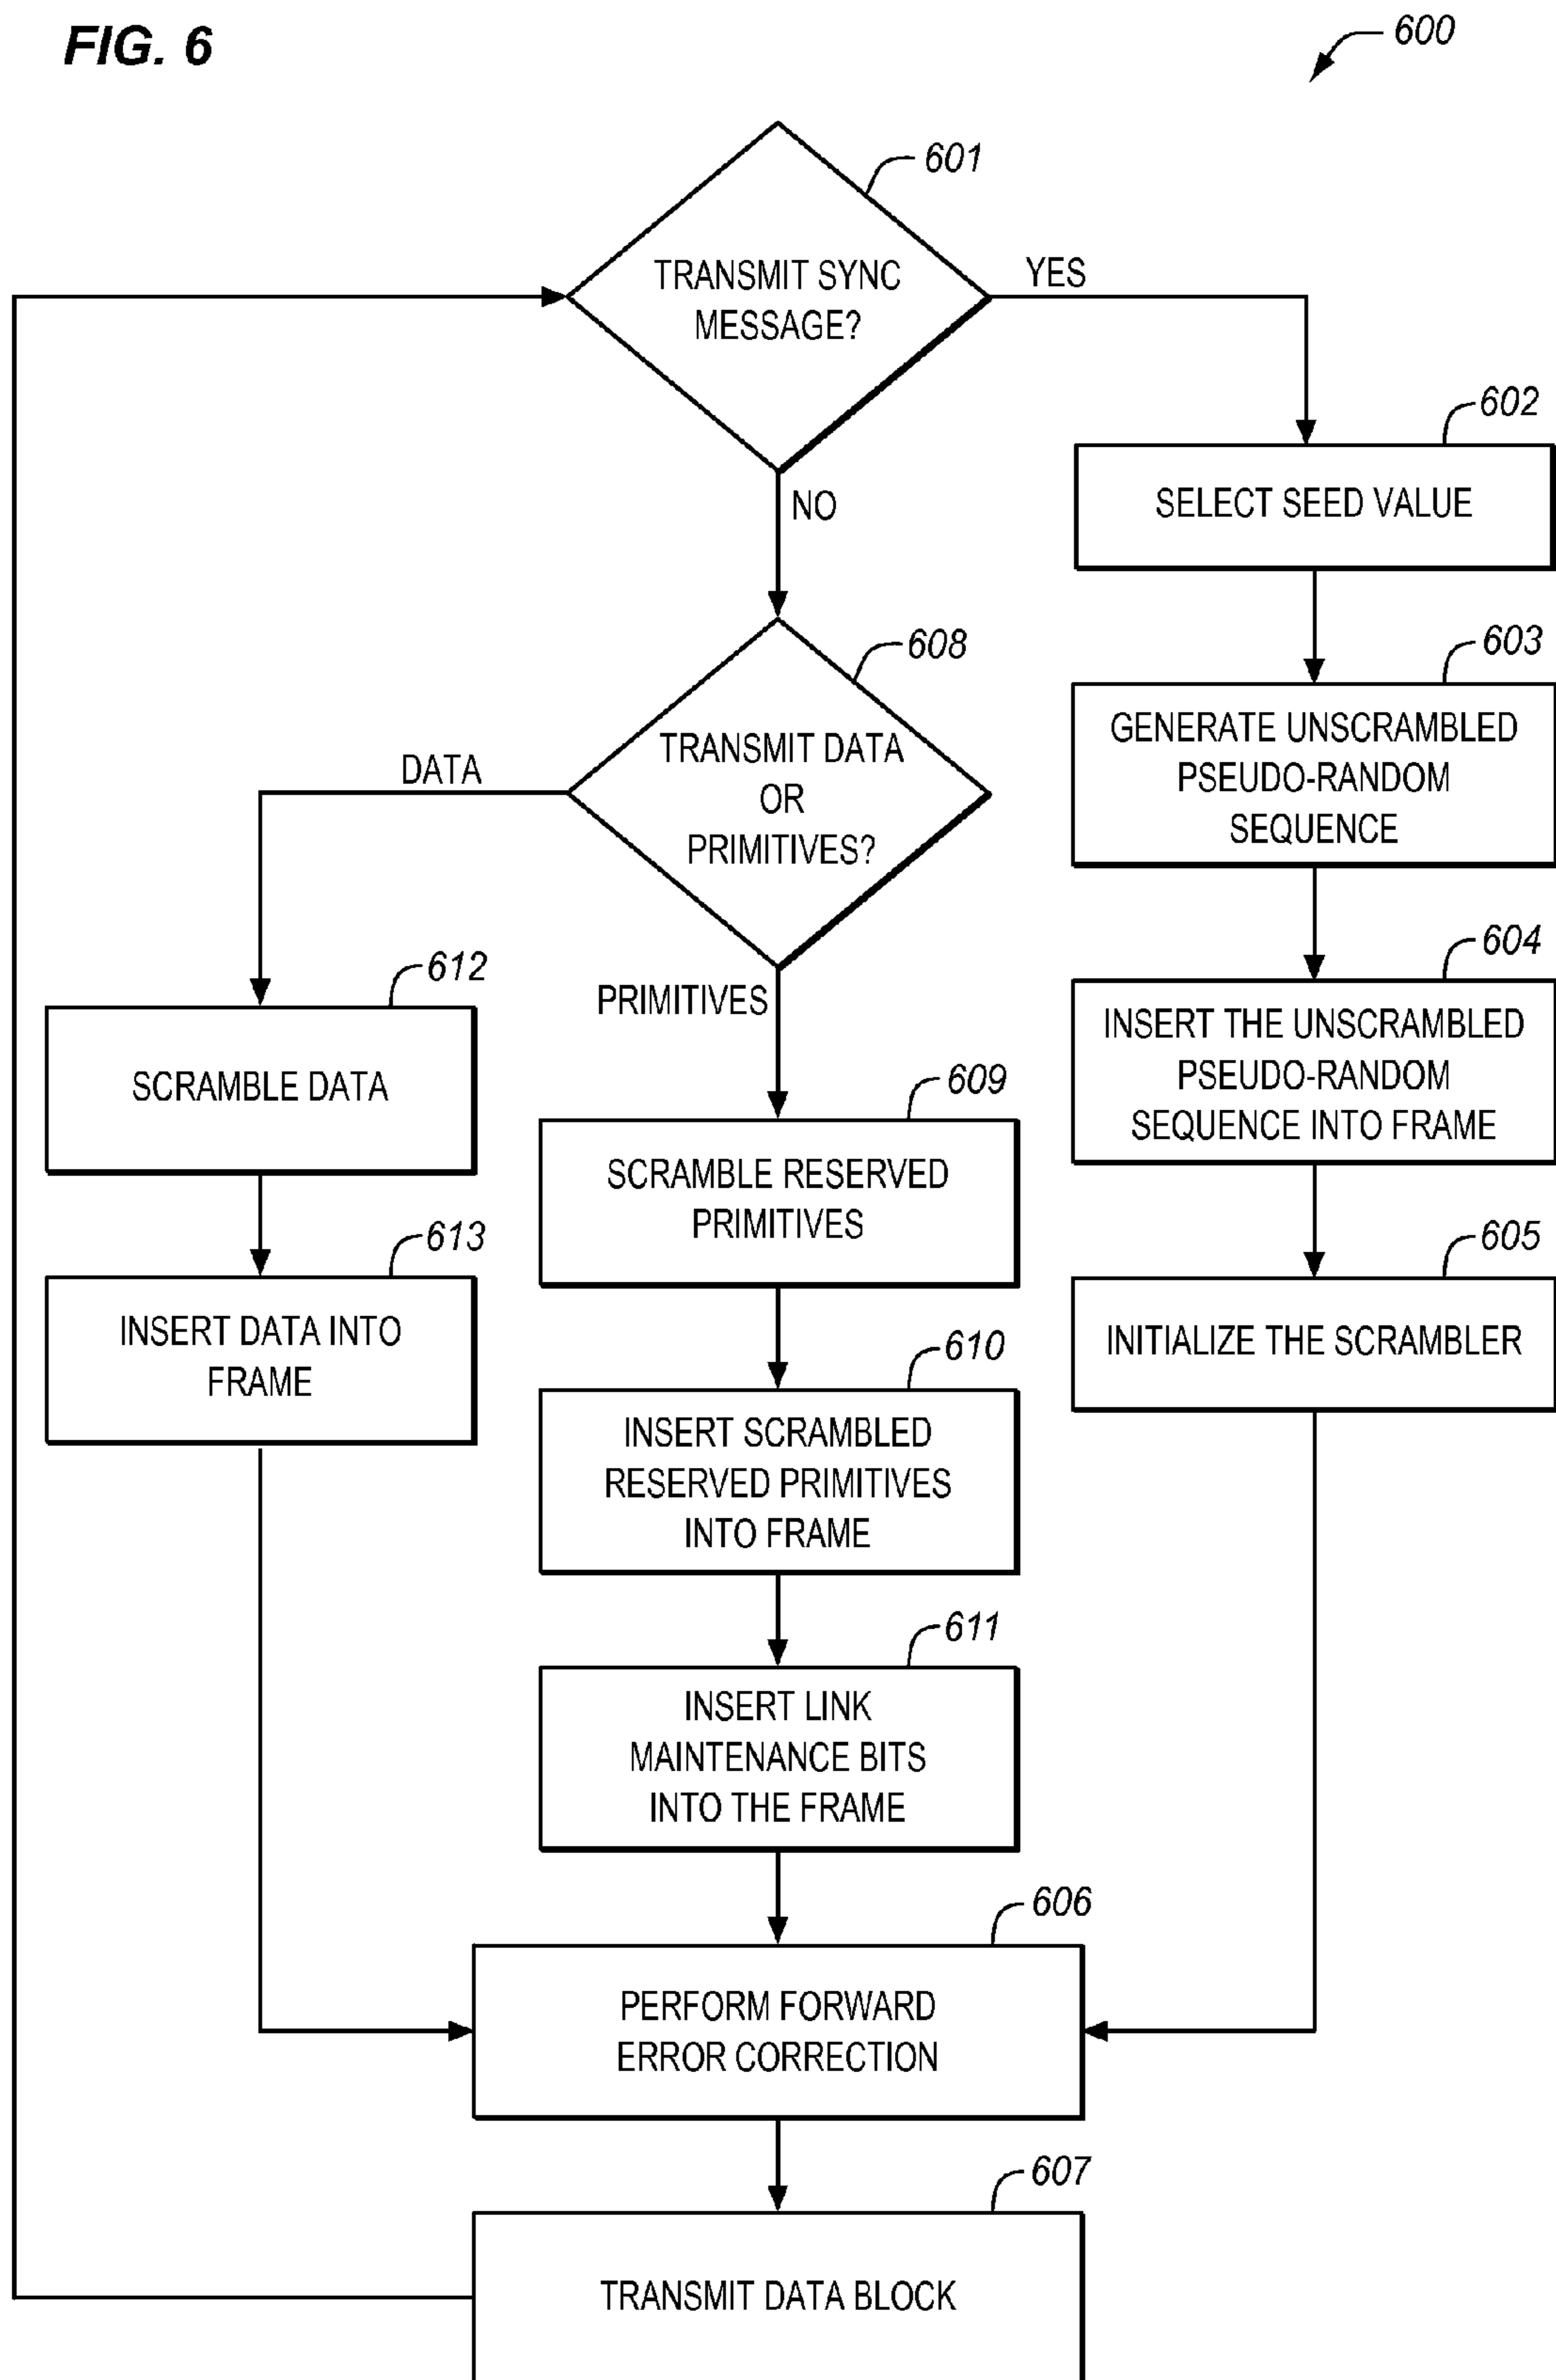 FIG. 6
600
601
TRANSMIT SYNC
MESSAGE?
YES
NO
602
SELECT SEED VALUE
603
GENERATE UNSCRAMBLED
PSEUDO-RANDOM
SEQUENCE
608
TRANSMIT DATA
OR
PRIMITIVES?
DATA
PRIMITIVES
604
INSERT THE UNSCRAMBLED
PSEUDO-RANDOM
SEQUENCE INTO FRAME
612
SCRAMBLE DATA
609
SCRAMBLE RESERVED
PRIMITIVES
605
INITIALIZE THE SCRAMBLER
613
INSERT DATA INTO
FRAME
610
INSERT SCRAMBLED
RESERVED PRIMITIVES
INTO FRAME
611
INSERT LINK
MAINTENANCE BITS
INTO THE FRAME
606
PERFORM FORWARD
ERROR CORRECTION
607
TRANSMIT DATA BLOCK